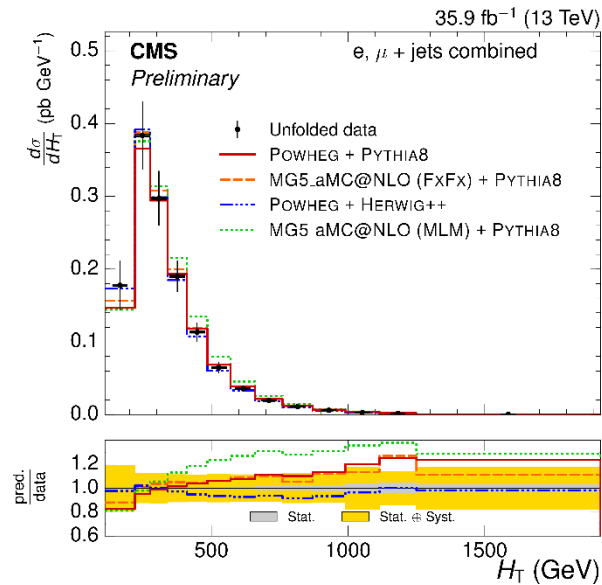 35.9 fb⁻¹ (13 TeV)
CMS
Preliminary
e, μ + jets combined
dσ/dH_T (pb GeV⁻¹)
0.5
0.4
0.3
0.2
0.1
0.0
Unfolded data
POWHEG + PYTHIA8
MG5_aMC@NLO (FxFx) + PYTHIA8
POWHEG + HERWIG++
MG5 aMC@NLO (MLM) + PYTHIA8
pred./data
1.2
1.0
0.8
0.6
Stat.
Stat. ⊕ Syst.
500 1000 1500
H_T (GeV)